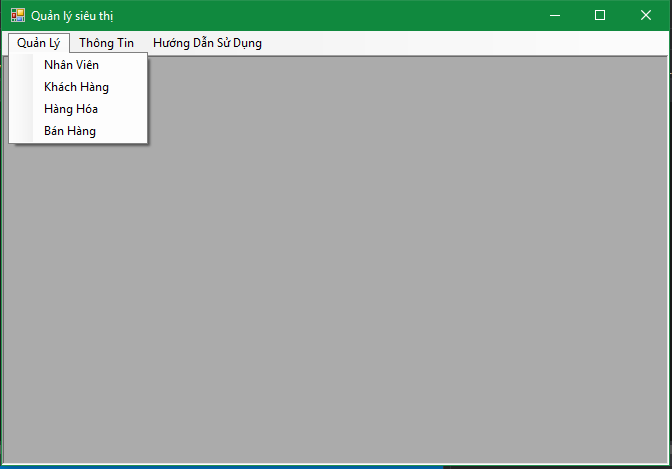 Quản lý siêu thị
Quản Lý Thông Tin Hướng Dẫn Sử Dụng
Nhân Viên
Khách Hàng
Hàng Hóa
Bán Hàng